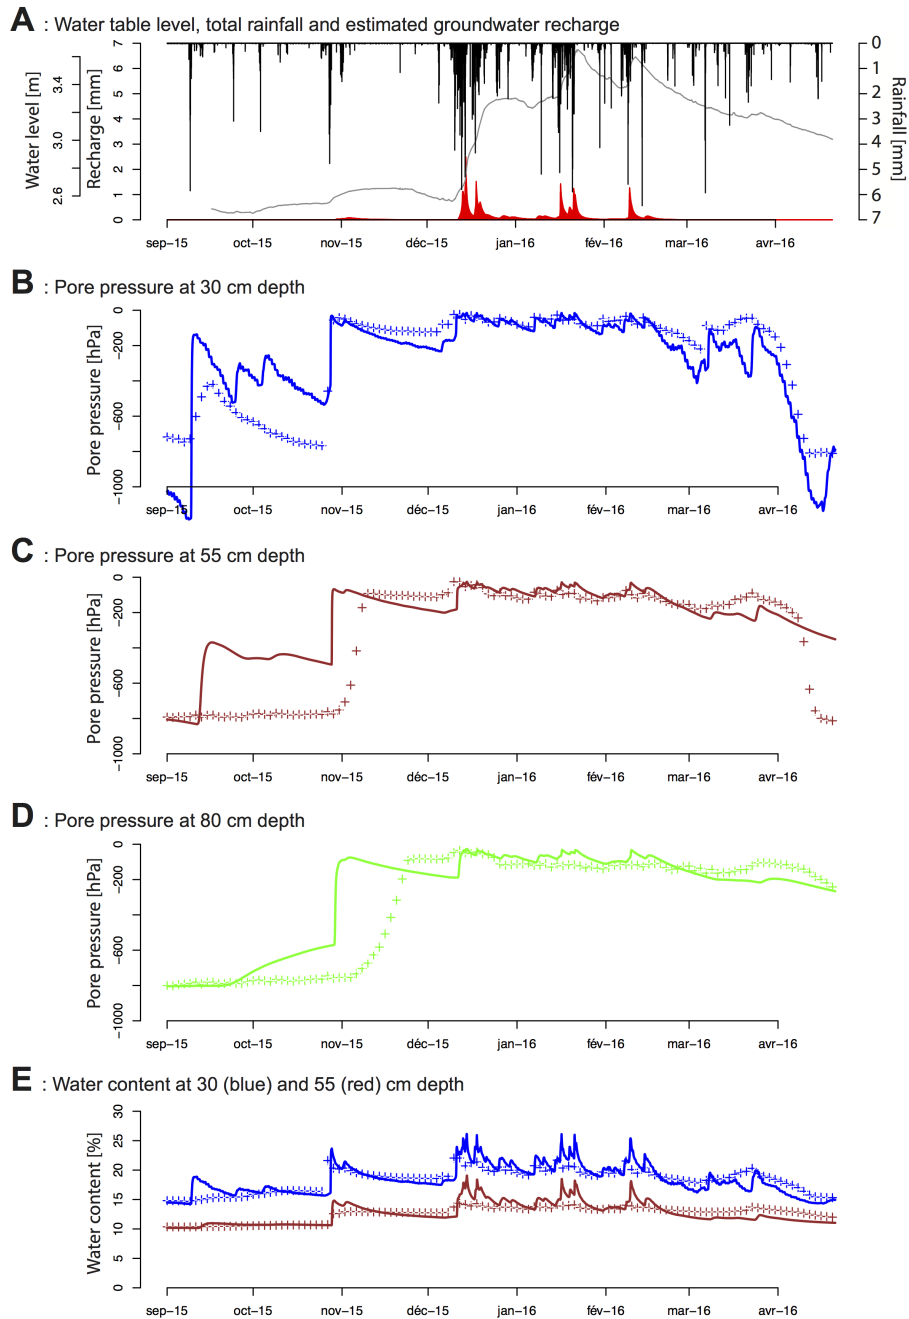 A : Water table level, total rainfall and estimated groundwater recharge
Water level [m]
2.6 3.0 3.4
Recharge [mm]
0 1 2 3 4 5 6 7
Rainfall [mm]
0 1 2 3 4 5 6 7
sep–15 oct–15 nov–15 déc–15 jan–16 fév–16 mar–16 avr–16
B : Pore pressure at 30 cm depth
Pore pressure [hPa]
−1000 −600 −200 0
sep–15 oct–15 nov–15 déc–15 jan–16 fév–16 mar–16 avr–16
C : Pore pressure at 55 cm depth
Pore pressure [hPa]
−1000 −600 −200 0
sep–15 oct–15 nov–15 déc–15 jan–16 fév–16 mar–16 avr–16
D : Pore pressure at 80 cm depth
Pore pressure [hPa]
−1000 −600 −200 0
sep–15 oct–15 nov–15 déc–15 jan–16 fév–16 mar–16 avr–16
E : Water content at 30 (blue) and 55 (red) cm depth
Water content [%]
0 5 10 15 20 25 30
sep–15 oct–15 nov–15 déc–15 jan–16 fév–16 mar–16 avr–16